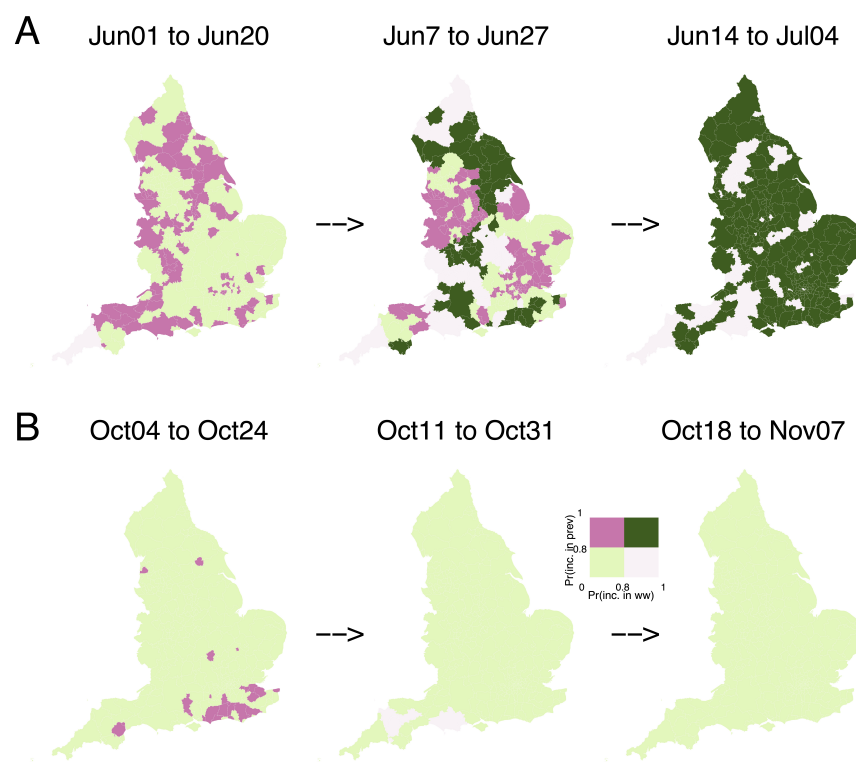 A
Jun01 to Jun20
Jun7 to Jun27
Jun14 to Jul04
-->
-->
B
Oct04 to Oct24
Oct11 to Oct31
Oct18 to Nov07
-->
-->
Pr(inc. in prev)
1
0.8
0 0.8 1
Pr(inc. in ww)